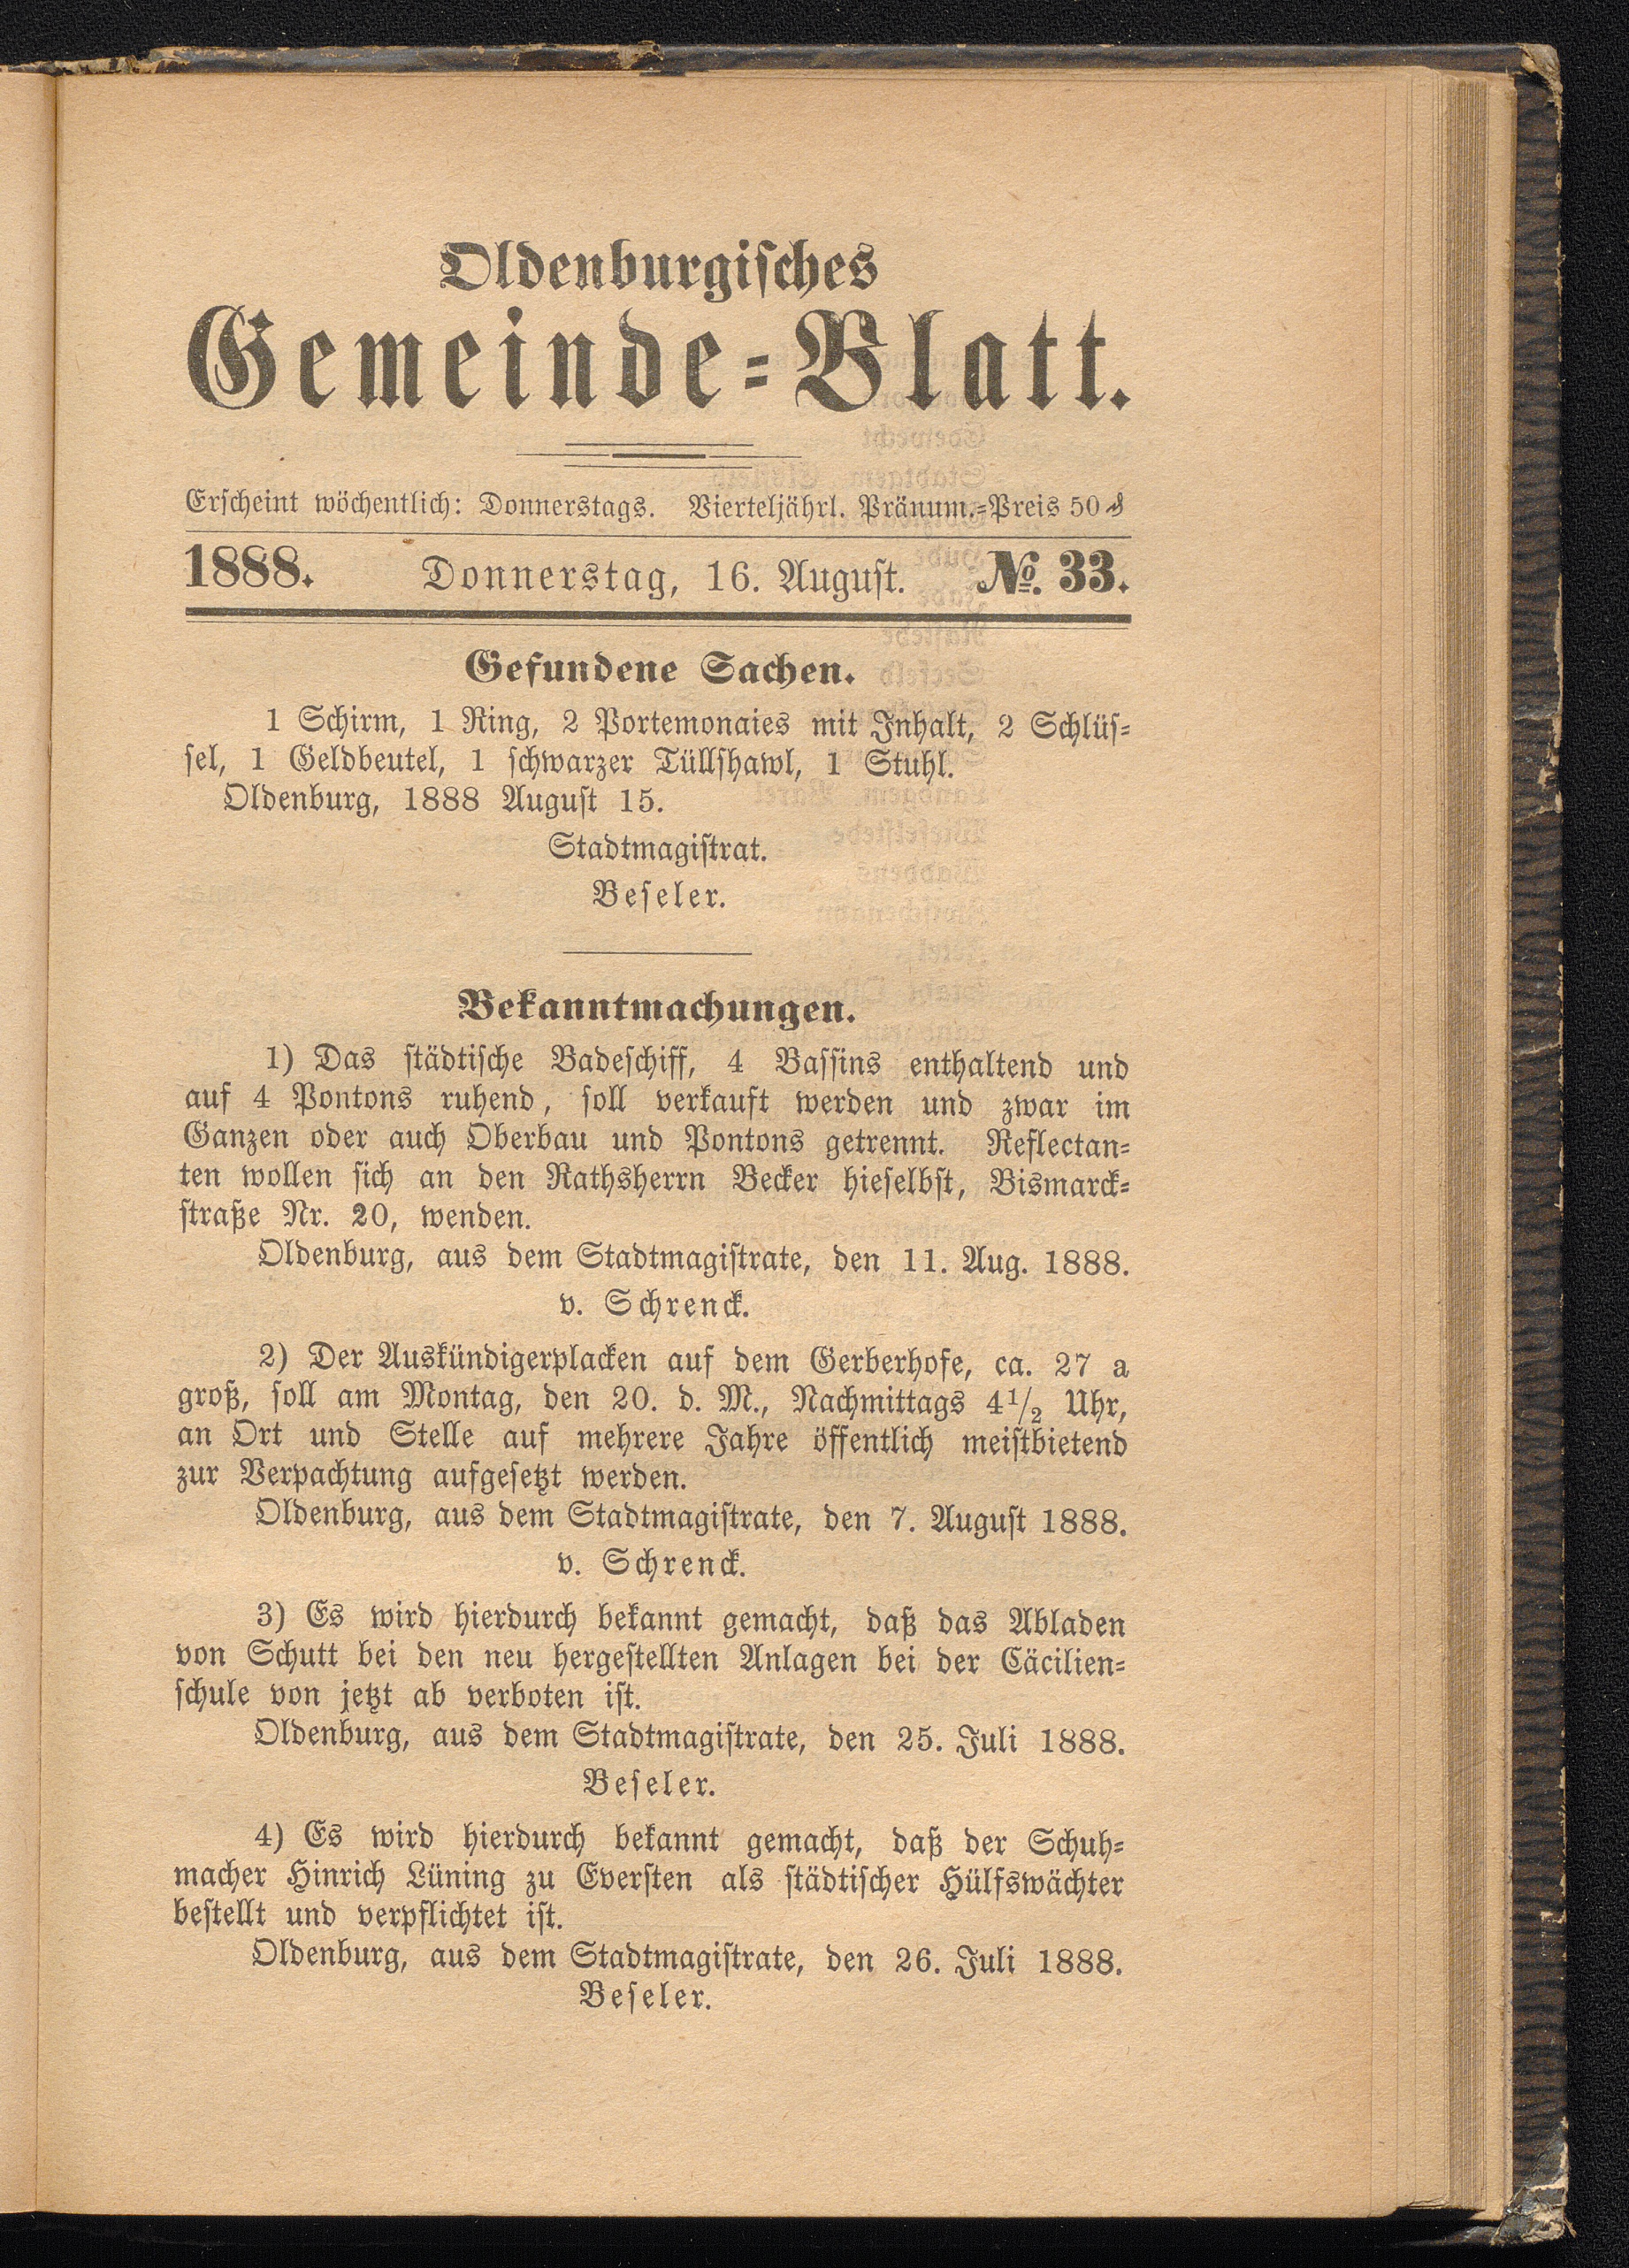 Oldenburgiſches
Gemeinde-Blatt.
Erſcheint wöchentlich: Donnerstags. Vierteljährl. Pränum.-Preis 50 ₰
1888. Donnerstag, 16. Auguſt. №. 33.
Gefundene Sachen.
1 Schirm, 1 Ring, 2 Portemonaies mit Inhalt, 2 Schlüſ-
ſel, 1 Geldbeutel, 1 ſchwarzer Tüllſhawl, 1 Stuhl.
Oldenburg, 1888 Auguſt 15.
Stadtmagiſtrat.
Beſeler.
Bekanntmachungen.
1) Das ſtädtiſche Badeſchiff, 4 Baſſins enthaltend und
auf 4 Pontons ruhend, ſoll verkauft werden und zwar im
Ganzen oder auch Oberbau und Pontons getrennt. Reflectan-
ten wollen ſich an den Rathsherrn Becker hieſelbſt, Bismarck-
ſtraße Nr. 20, wenden.
Oldenburg, aus dem Stadtmagiſtrate, den 11. Aug. 1888.
v. Schrenck.
2) Der Auskündigerplacken auf dem Gerberhofe, ca. 27 a
groß, ſoll am Montag, den 20. d. M., Nachmittags 4¹/₂ Uhr,
an Ort und Stelle auf mehrere Jahre öffentlich meiſtbietend
zur Verpachtung aufgeſetzt werden.
Oldenburg, aus dem Stadtmagiſtrate, den 7. Auguſt 1888.
v. Schrenck.
3) Es wird hierdurch bekannt gemacht, daß das Abladen
von Schutt bei den neu hergeſtellten Anlagen bei der Cäcilien-
ſchule von jetzt ab verboten iſt.
Oldenburg, aus dem Stadtmagiſtrate, den 25. Juli 1888.
Beſeler.
4) Es wird hierdurch bekannt gemacht, daß der Schuh-
macher Hinrich Lüning zu Everſten als ſtädtiſcher Hülfswächter
beſtellt und verpflichtet iſt.
Oldenburg, aus dem Stadtmagiſtrate, den 26. Juli 1888.
Beſeler.